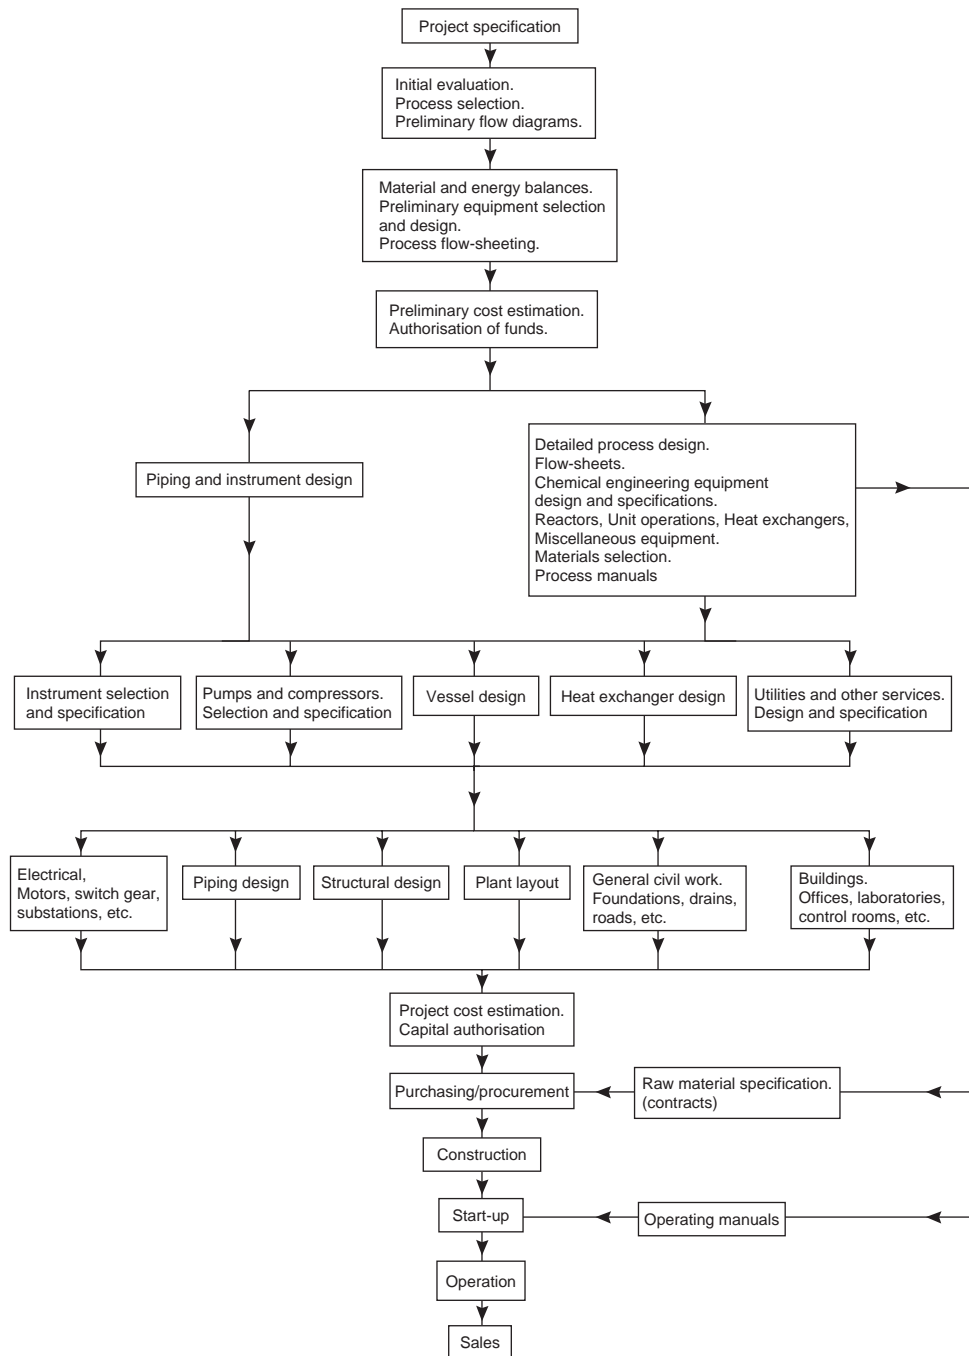 Project specification
Initial evaluation.
Process selection.
Preliminary flow diagrams.
Material and energy balances.
Preliminary equipment selection
and design.
Process flow-sheeting.
Preliminary cost estimation.
Authorisation of funds.
Piping and instrument design
Detailed process design.
Flow-sheets.
Chemical engineering equipment
design and specifications.
Reactors, Unit operations, Heat exchangers,
Miscellaneous equipment.
Materials selection.
Process manuals
Instrument selection
and specification
Pumps and compressors.
Selection and specification
Vessel design
Heat exchanger design
Utilities and other services.
Design and specification
Electrical,
Motors, switch gear,
substations, etc.
Piping design
Structural design
Plant layout
General civil work.
Foundations, drains,
roads, etc.
Buildings.
Offices, laboratories,
control rooms, etc.
Project cost estimation.
Capital authorisation
Purchasing/procurement
Raw material specification.
(contracts)
Construction
Start-up
Operating manuals
Operation
Sales